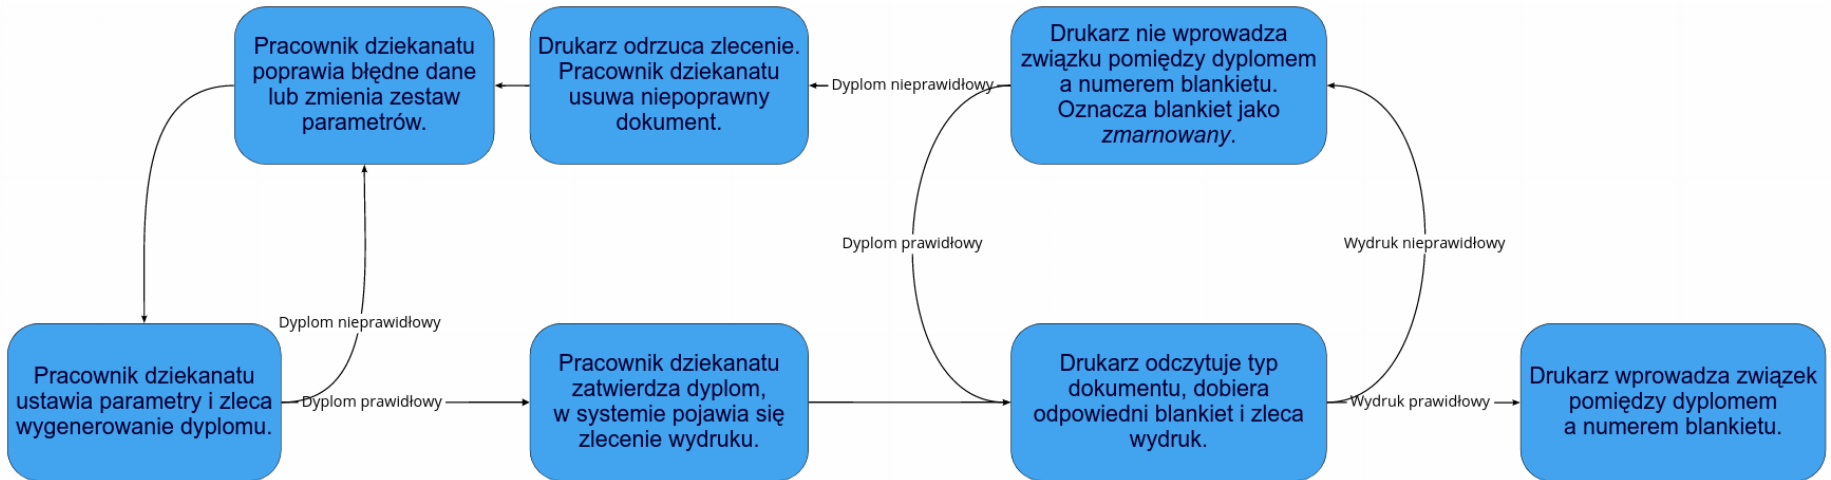 Pracownik dziekanatu
poprawia błędne dane
lub zmienia zestaw
parametrów.
Drukarz odrzuca zlecenie.
Pracownik dziekanatu
usuwa niepoprawny
dokument.
Dyplom nieprawidłowy
Drukarz nie wprowadza
związku pomiędzy dyplomem
a numerem blankietu.
Oznacza blankiet jako
zmarnowany.
Dyplom prawidłowy
Wydruk nieprawidłowy
Dyplom nieprawidłowy
Pracownik dziekanatu
ustawia parametry i zleca
wygenerowanie dyplomu.
Dyplom prawidłowy
Pracownik dziekanatu
zatwierdza dyplom,
w systemie pojawia się
zlecenie wydruku.
Drukarz odczytuje typ
dokumentu, dobiera
odpowiedni blankiet i zleca
wydruk.
Wydruk prawidłowy
Drukarz wprowadza związek
pomiędzy dyplomem
a numerem blankietu.